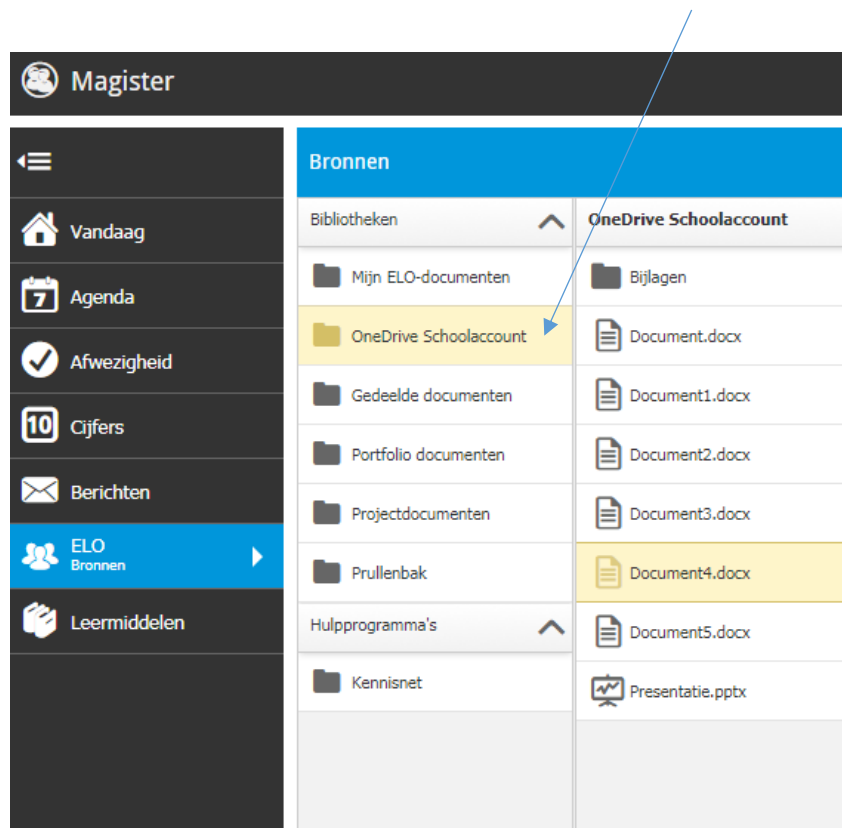 Magister
Vandaag
7
Agenda
Afwezigheid
10
Cijfers
Berichten
ELO
Bronnen
Leermiddelen
Bronnen
Bibliotheken
Mijn ELO-documenten
OneDrive Schoolaccount
Gedeelde documenten
Portfolio documenten
Projectdocumenten
Prullenbak
Hulpprogramma's
Kennisnet
OneDrive Schoolaccount
Bijlagen
Document.docx
Document1.docx
Document2.docx
Document3.docx
Document4.docx
Document5.docx
Presentatie.pptx